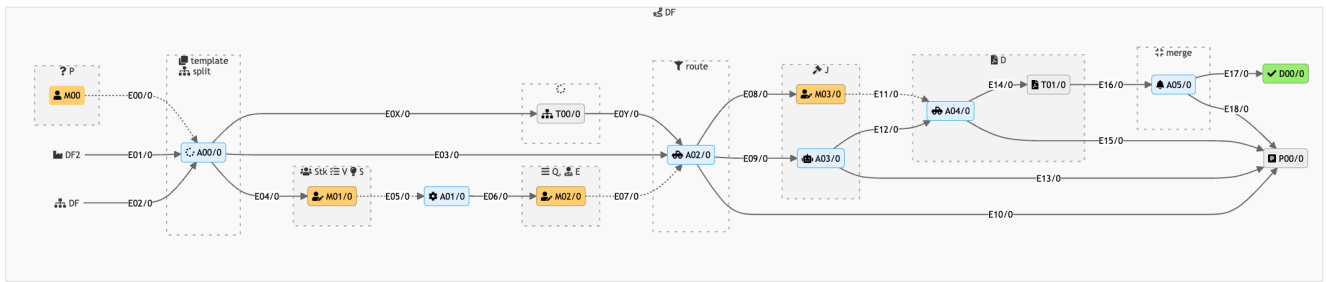 DF
P
M00
E00/0
DF2
E01/0
DF
E02/0
template
split
A00/0
E0X/0
E03/0
E04/0
Stk V S
M01/0
E05/0
A01/0
E06/0
Q, E
M02/0
E07/0
T00/0
E0Y/0
route
A02/0
E08/0
E09/0
E10/0
J
M03/0
A03/0
E11/0
E12/0
E13/0
D
A04/0
E14/0
T01/0
E15/0
E16/0
merge
A05/0
E17/0
E18/0
D00/0
P00/0